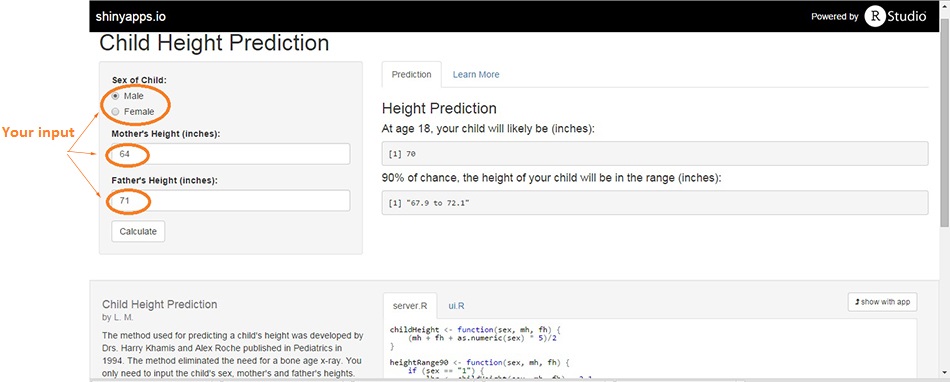 shinyapps.io
Powered by R Studio
Child Height Prediction
Your input
Sex of Child:
Male
Female
Mother's Height (inches):
64
Father's Height (inches):
71
Calculate
Prediction
Learn More
Height Prediction
At age 18, your child will likely be (inches):
[1] 70
90% of chance, the height of your child will be in the range (inches):
[1] "67.9 to 72.1"
Child Height Prediction
by L. M.
The method used for predicting a child's height was developed by
Drs. Harry Khamis and Alex Roche published in Pediatrics in
1994. The method eliminated the need for a bone age x-ray. You
only need to input the child's sex, mother's and father's heights.
server.R
ui.R
show with app
childHeight <- function(sex, mh, fh) {
(mh + fh + as.numeric(sex) * 5)/2
}
heightRange90 <- function(sex, mh, fh) {
if (sex == "1") {